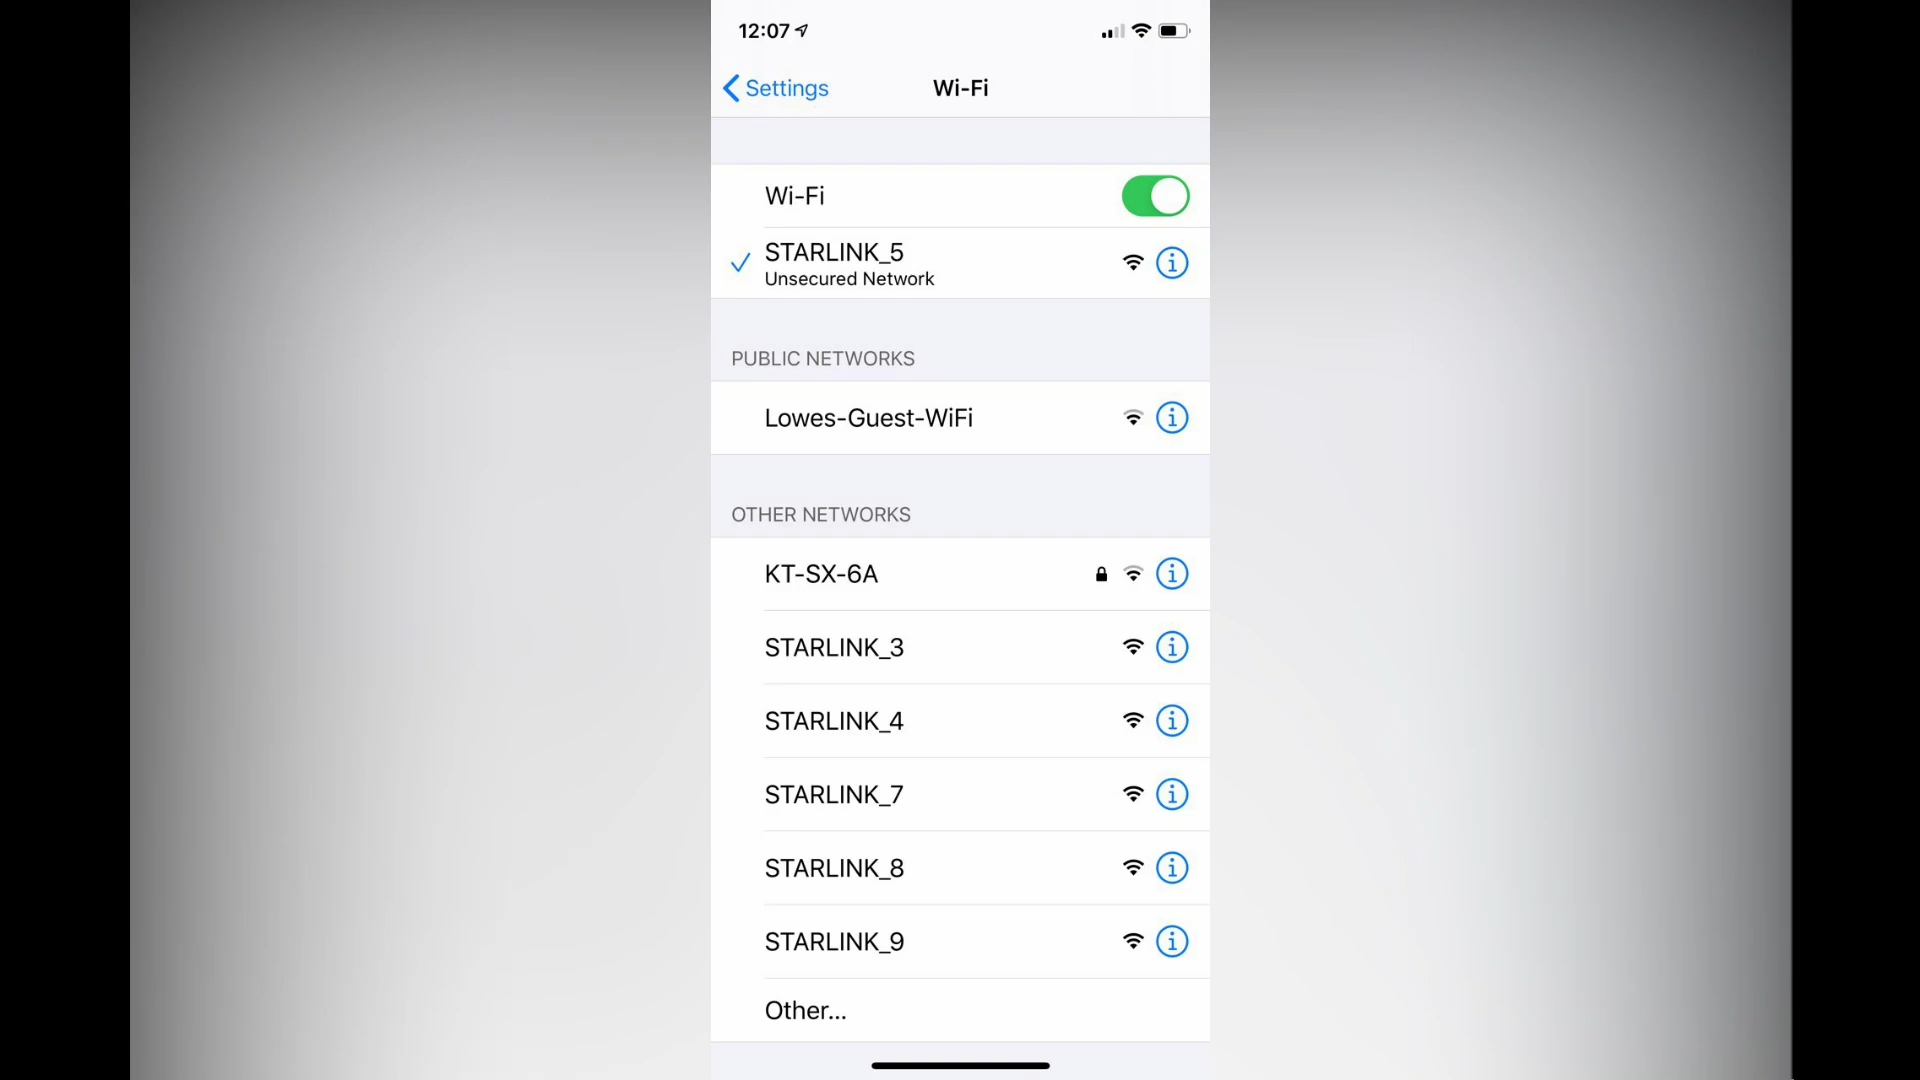 12:07
Settings
Wi-Fi
Wi-Fi
STARLINK_5
Unsecured Network
PUBLIC NETWORKS
Lowes-Guest-WiFi
OTHER NETWORKS
KT-SX-6A
STARLINK_3
STARLINK_4
STARLINK_7
STARLINK_8
STARLINK_9
Other...